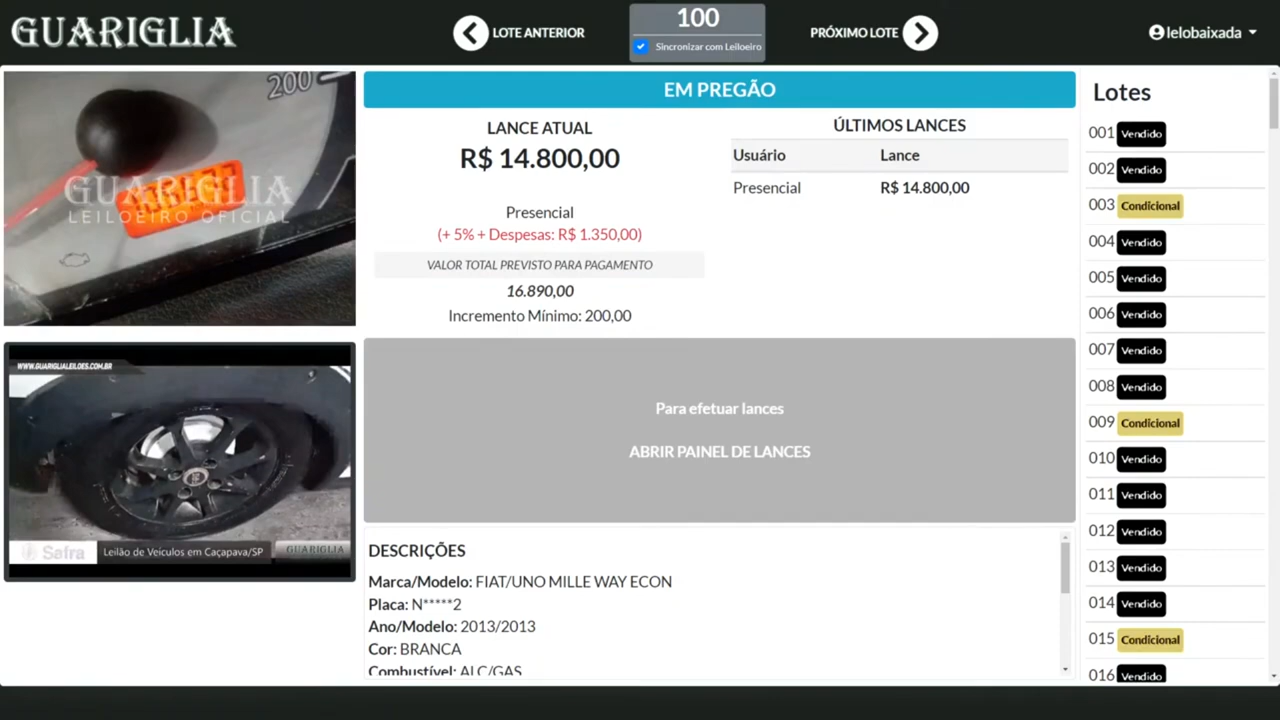 GUARIGLIA
LOTE ANTERIOR
100
Sincronizar com Leiloeiro
PRÓXIMO LOTE
lelobaixada
200
GUARIGLIA
LEILOEIRO OFICIAL
WWW.GUARIGLIALEILOES.COM.BR
Safra
Leilão de Veículos em Caçapava/SP
GUARIGLIA
EM PREGÃO
LANCE ATUAL
R$ 14.800,00
Presencial
(+ 5% + Despesas: R$ 1.350,00)
VALOR TOTAL PREVISTO PARA PAGAMENTO
16.890,00
Incremento Mínimo: 200,00
ÚLTIMOS LANCES
Usuário Lance
Presencial R$ 14.800,00
Para efetuar lances
ABRIR PAINEL DE LANCES
DESCRIÇÕES
Marca/Modelo: FIAT/UNO MILLE WAY ECON
Placa: N*****2
Ano/Modelo: 2013/2013
Cor: BRANCA
Combustível: ALC/GAS
Lotes
001 Vendido
002 Vendido
003 Condicional
004 Vendido
005 Vendido
006 Vendido
007 Vendido
008 Vendido
009 Condicional
010 Vendido
011 Vendido
012 Vendido
013 Vendido
014 Vendido
015 Condicional
016 Vendido